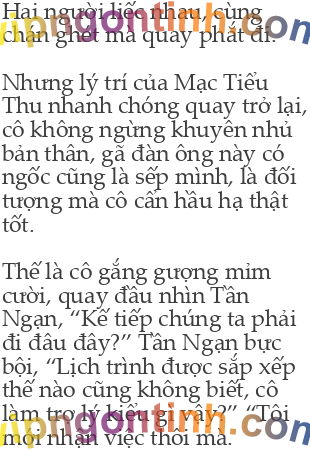 Hai người liếc nhau, cùng
chán ghét mà quay phắt đi.
Nhưng lý trí của Mạc Tiểu
Thu nhanh chóng quay trở lại,
cô không ngừng khuyên nhủ
bản thân, gã đàn ông này có
ngốc cũng là sếp mình, là đối
tượng mà cô cần hầu hạ thật
tốt.
Thế là cô gắng gượng mỉm
cười, quay đầu nhìn Tần
Ngạn, “Kế tiếp chúng ta phải
đi đâu đây?” Tần Ngạn bực
bội, “Lịch trình được sắp xếp
thế nào cũng không biết, cô
làm trợ lý kiểu gì vậy?” “Tôi
mới nhận việc thôi mà.
vipngontinh.com
vipngontinh.com